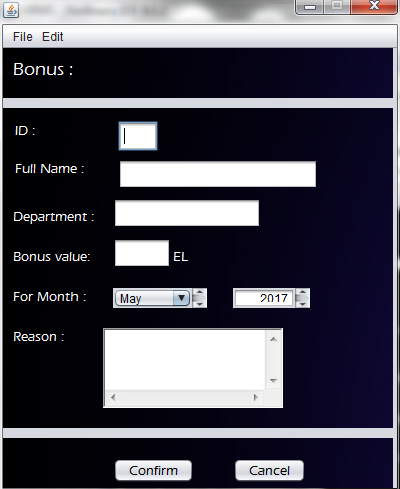 File Edit
Bonus :
ID :
Full Name :
Department :
Bonus value: EL
For Month : May 2017
Reason :
Confirm Cancel